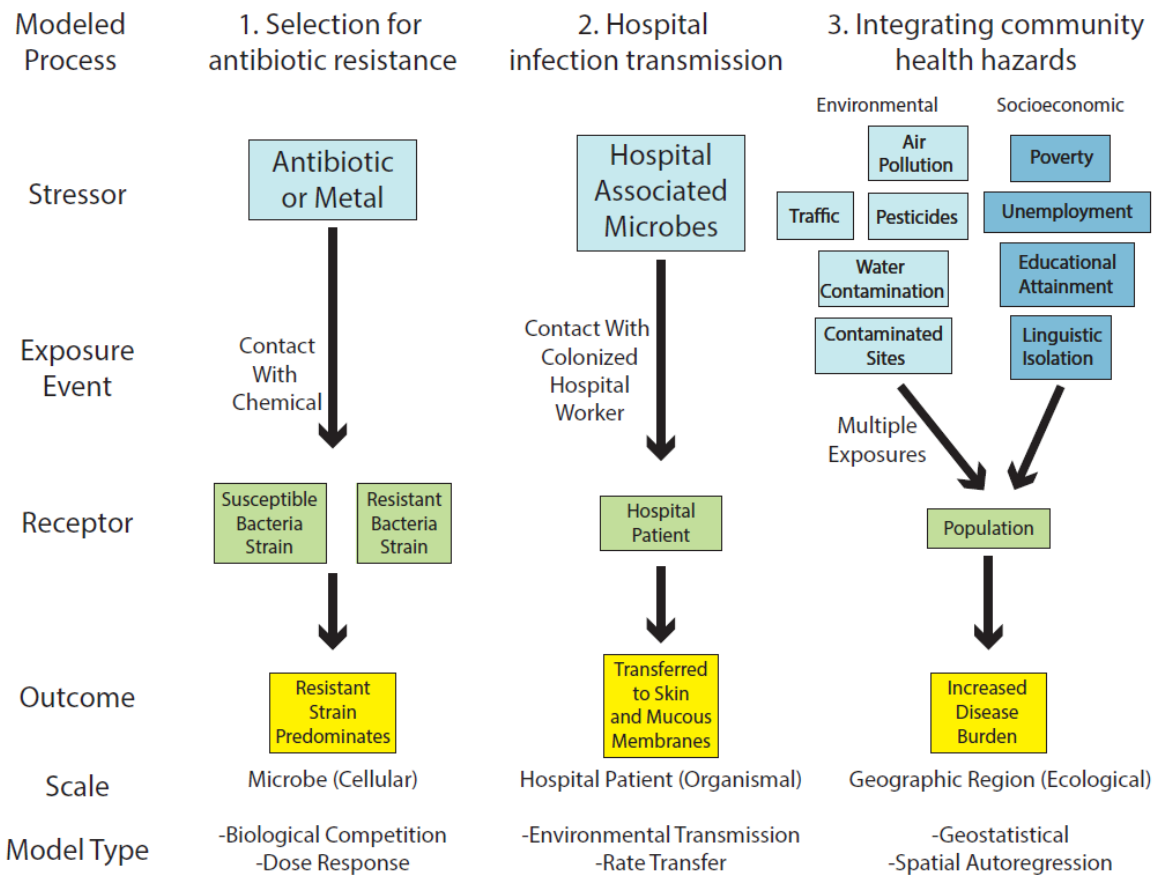 Modeled
Process
1. Selection for
antibiotic resistance
2. Hospital
infection transmission
3. Integrating community
health hazards
Environmental
Socioeconomic
Stressor
Antibiotic
or Metal
Hospital
Associated
Microbes
Air
Pollution
Traffic
Pesticides
Water
Contamination
Contaminated
Sites
Poverty
Unemployment
Educational
Attainment
Linguistic
Isolation
Exposure
Event
Contact
With
Chemical
Contact With
Colonized
Hospital
Worker
Multiple
Exposures
Receptor
Susceptible
Bacteria
Strain
Resistant
Bacteria
Strain
Hospital
Patient
Population
Outcome
Resistant
Strain
Predominates
Transferred
to Skin
and Mucous
Membranes
Increased
Disease
Burden
Scale
Microbe (Cellular)
Hospital Patient (Organismal)
Geographic Region (Ecological)
Model Type
-Biological Competition
-Dose Response
-Environmental Transmission
-Rate Transfer
-Geostatistical
-Spatial Autoregression